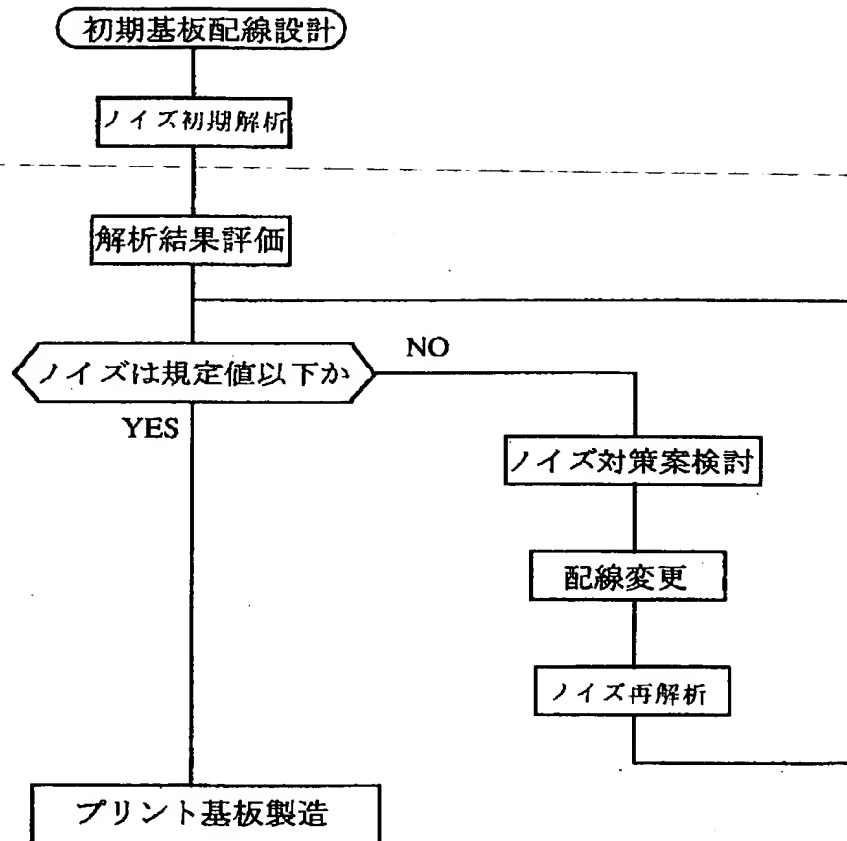 初期基板配線設計
ノイズ初期解析
解析結果評価
ノイズは規定値以下か
NO
YES
ノイズ対策案検討
配線変更
ノイズ再解析
プリント基板製造